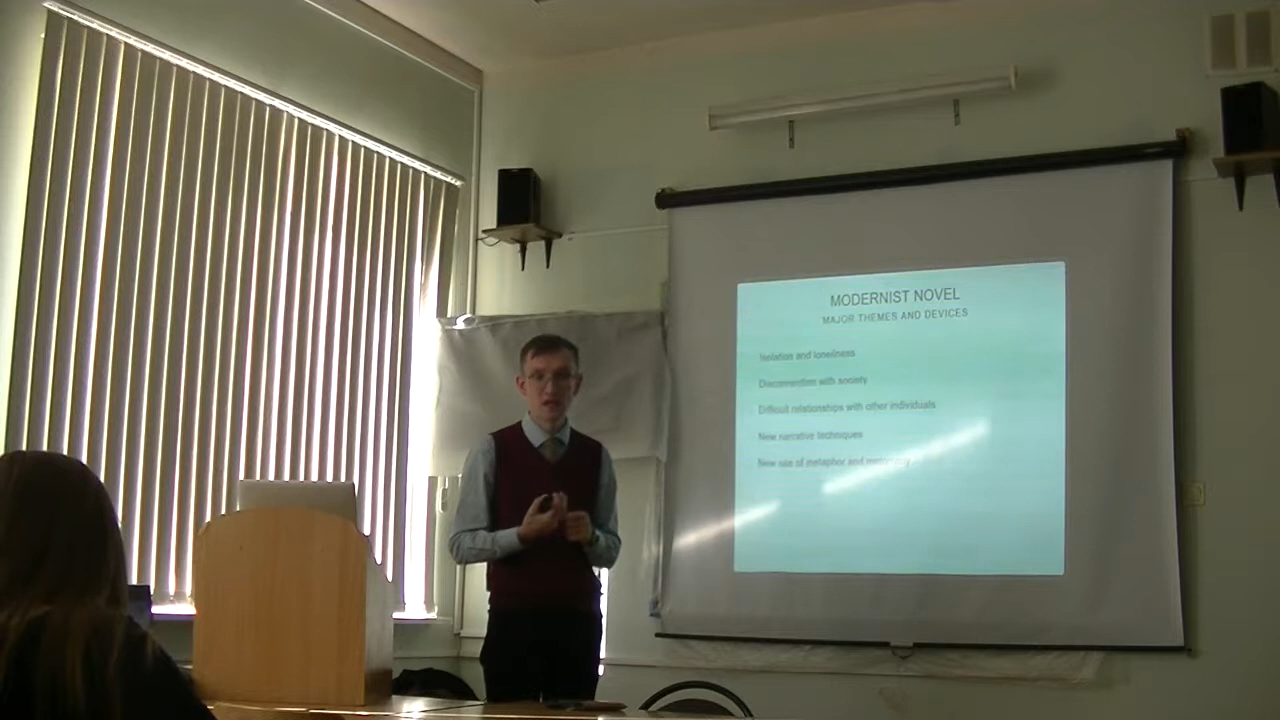 MODERNIST NOVEL
MAJOR THEMES AND DEVICES
Isolation and loneliness
Disconnection with society
Difficult relationships with other individuals
New narrative techniques
New use of metaphor and